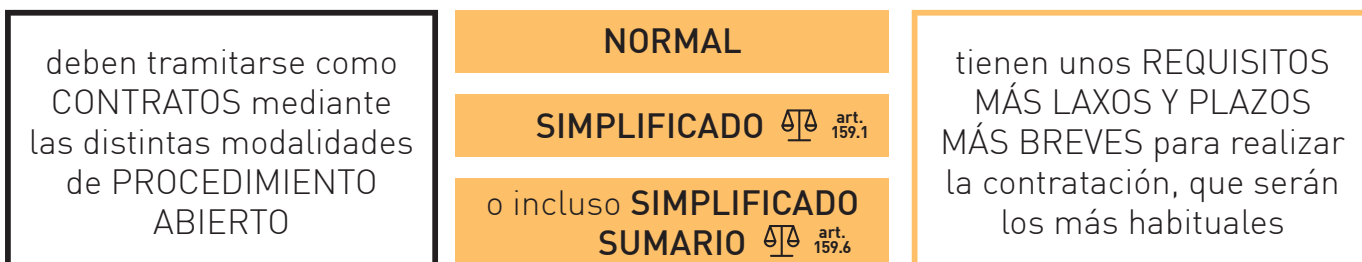 deben tramitarse como
CONTRATOS mediante
las distintas modalidades
de PROCEDIMIENTO
ABIERTO
NORMAL
SIMPLIFICADO art. 159.1
o incluso SIMPLIFICADO
SUMARIO art. 159.6
tienen unos REQUISITOS
MÁS LAXOS Y PLAZOS
MÁS BREVES para realizar
la contratación, que serán
los más habituales